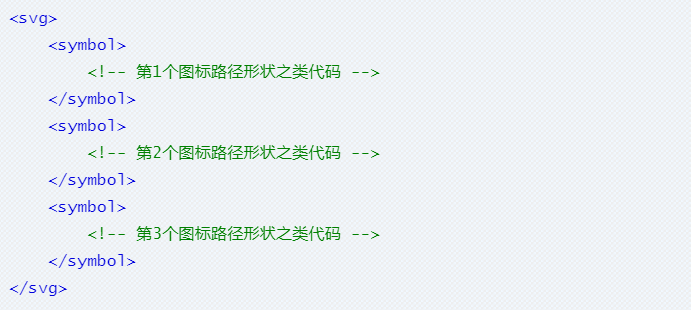 <svg>
<symbol>
<!-- 第1个图标路径形状之类代码 -->
</symbol>
<symbol>
<!-- 第2个图标路径形状之类代码 -->
</symbol>
<symbol>
<!-- 第3个图标路径形状之类代码 -->
</symbol>
</svg>